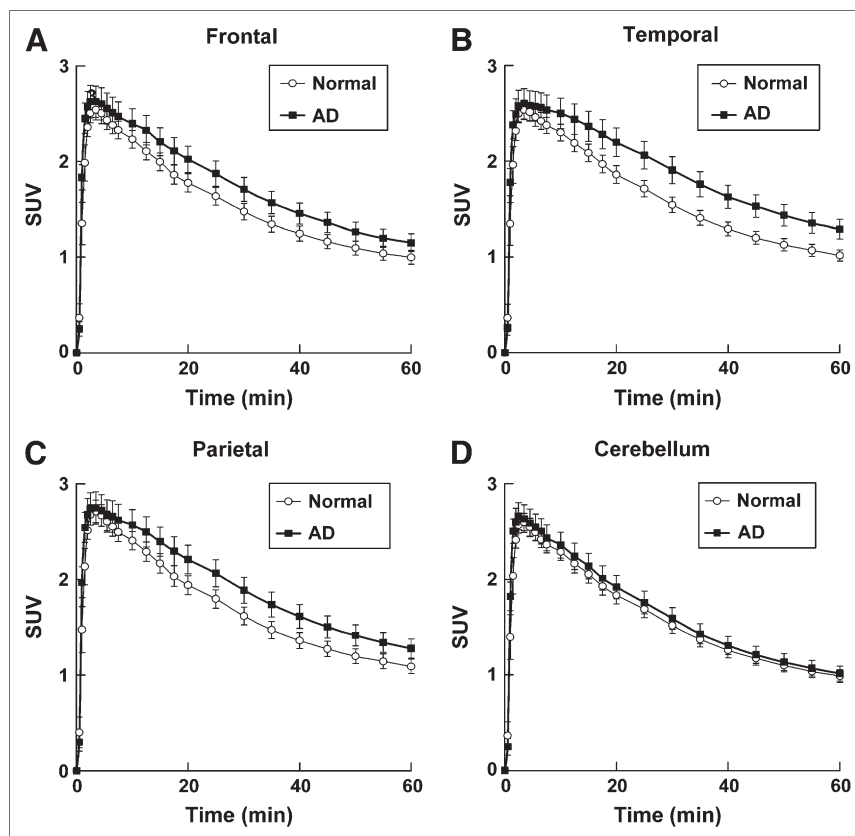 A
Frontal
3
2
1
0
SUV
Normal
AD
0
20
40
60
Time (min)
B
Temporal
3
2
1
0
SUV
Normal
AD
0
20
40
60
Time (min)
C
Parietal
3
2
1
0
SUV
Normal
AD
0
20
40
60
Time (min)
D
Cerebellum
3
2
1
0
SUV
Normal
AD
0
20
40
60
Time (min)